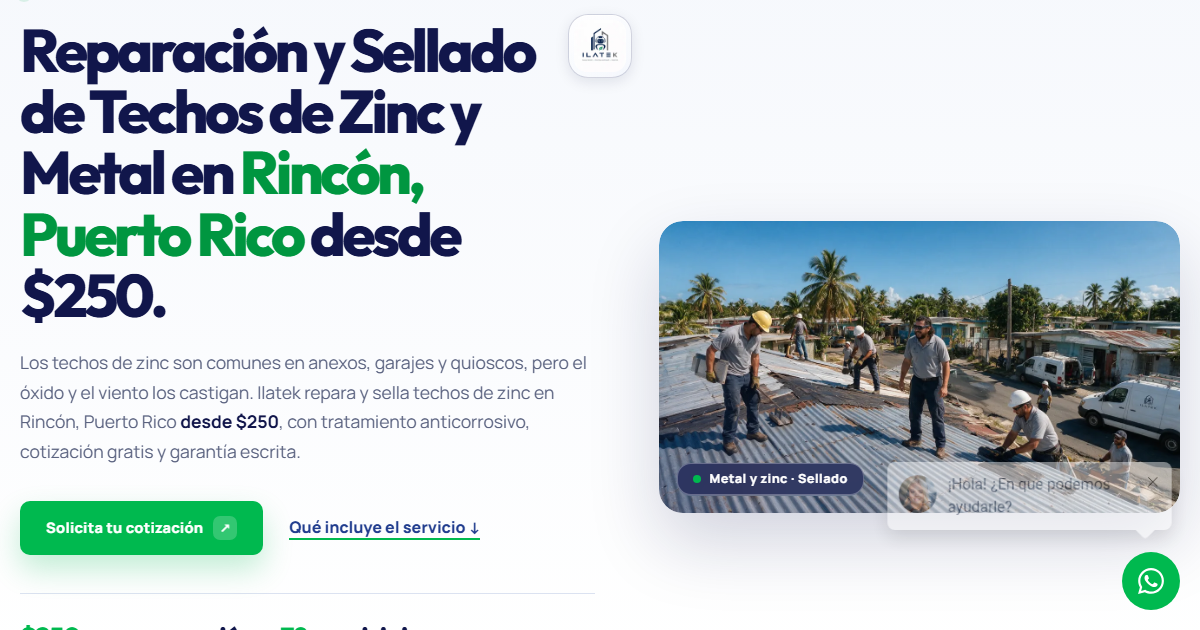 Reparación y Sellado
de Techos de Zinc y
Metal en Rincón,
Puerto Rico desde
$250.
ILATEK
Los techos de zinc son comunes en anexos, garajes y quioscos, pero el
óxido y el viento los castigan. Ilatek repara y sella techos de zinc en
Rincón, Puerto Rico desde $250, con tratamiento anticorrosivo,
cotización gratis y garantía escrita.
Solicita tu cotización ↗
Qué incluye el servicio ↓
Metal y zinc · Sellado
¡Hola! ¿En que podemos
ayudarle?